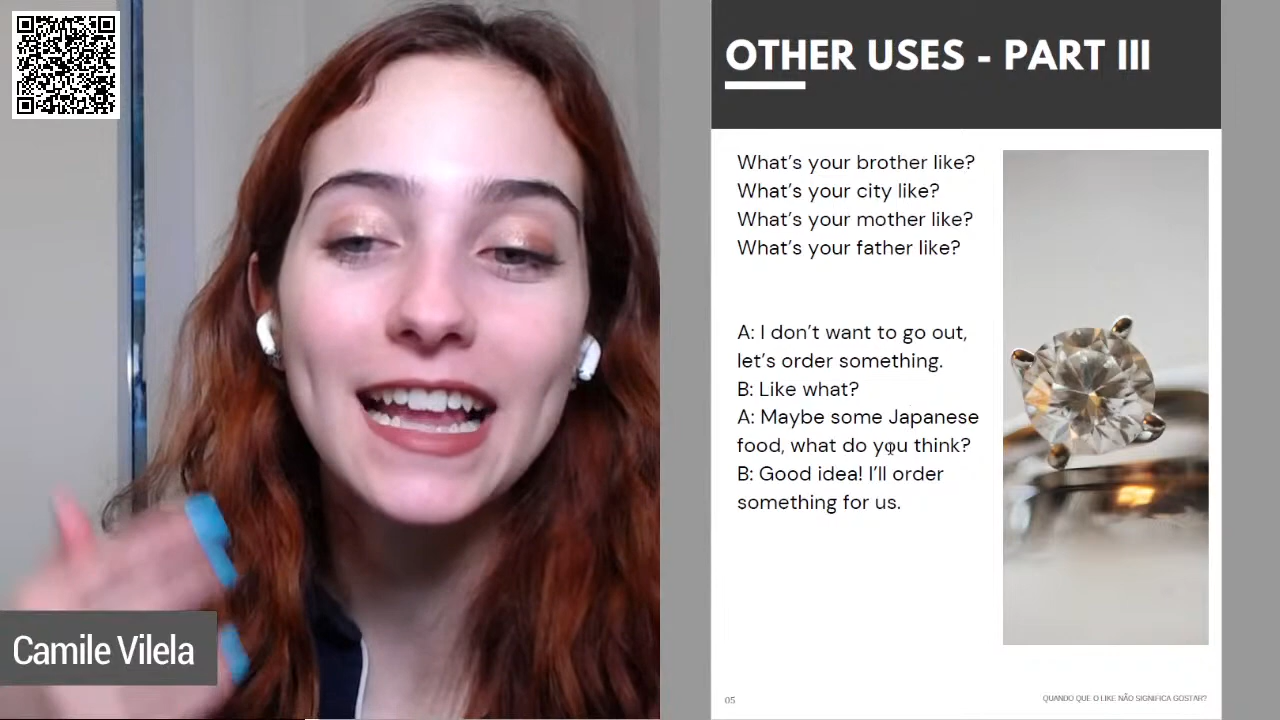 OTHER USES - PART III
What's your brother like?
What's your city like?
What's your mother like?
What's your father like?
A: I don't want to go out,
let's order something.
B: Like what?
A: Maybe some Japanese
food, what do you think?
B: Good idea! I'll order
something for us.
Camile Vilela
05
QUANDO QUE O LIKE NÃO SIGNIFICA GOSTAR?